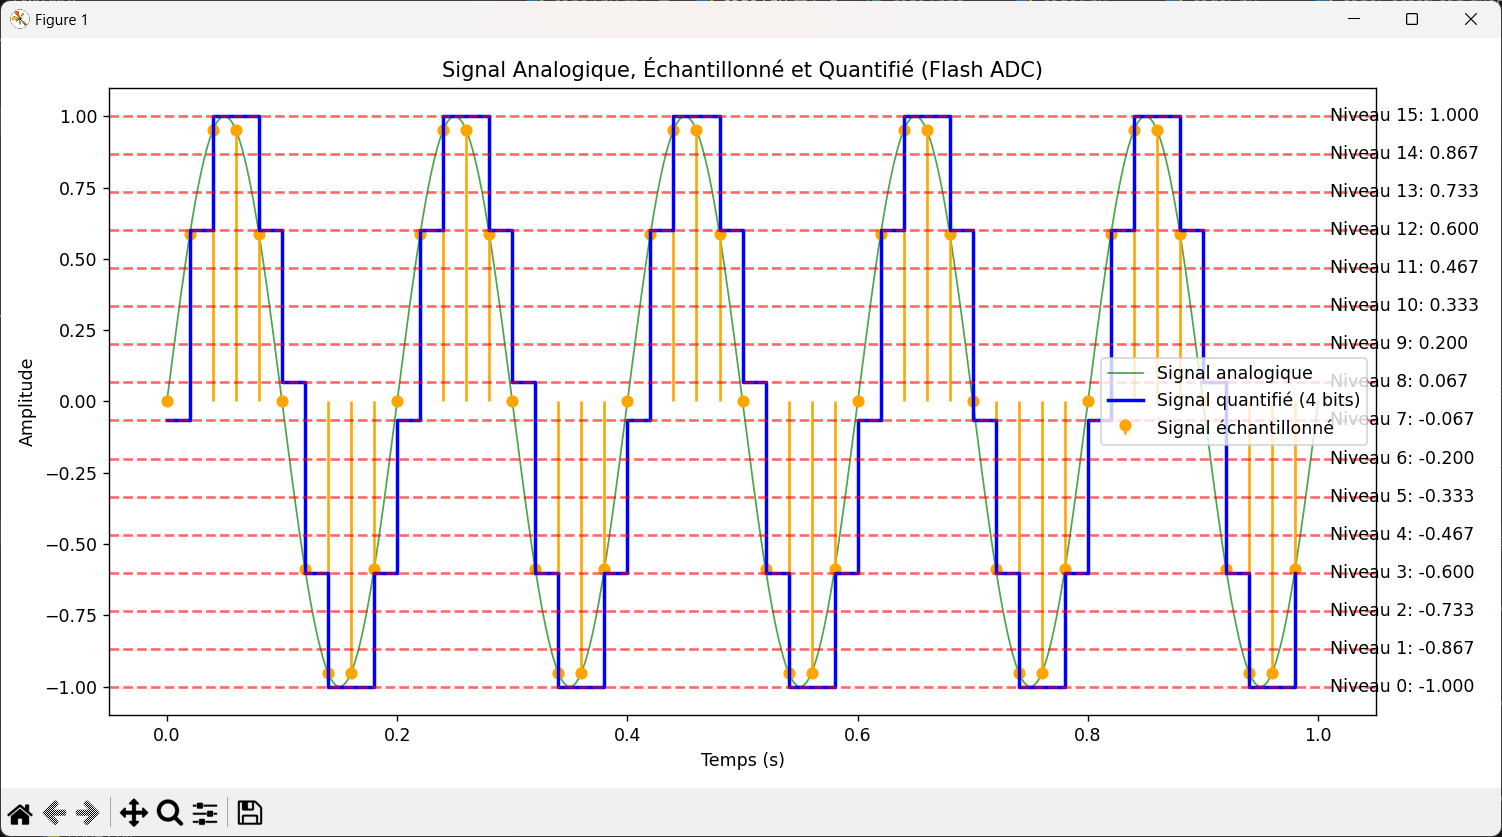 Figure 1
Signal Analogique, Échantillonné et Quantifié (Flash ADC)
1.00
0.75
0.50
0.25
0.00
−0.25
−0.50
−0.75
−1.00
Amplitude
Niveau 15: 1.000
Niveau 14: 0.867
Niveau 13: 0.733
Niveau 12: 0.600
Niveau 11: 0.467
Niveau 10: 0.333
Niveau 9: 0.200
Niveau 8: 0.067
Niveau 7: -0.067
Niveau 6: -0.200
Niveau 5: -0.333
Niveau 4: -0.467
Niveau 3: -0.600
Niveau 2: -0.733
Niveau 1: -0.867
Niveau 0: -1.000
Signal analogique
Signal quantifié (4 bits)
Signal échantillonné
0.0 0.2 0.4 0.6 0.8 1.0
Temps (s)